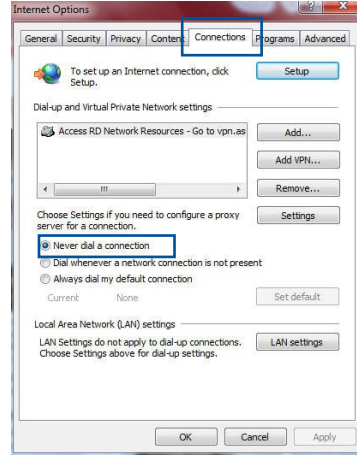 Internet Options
General Security Privacy Content Connections Programs Advanced
To set up an Internet connection, click
Setup.
Setup
Dial-up and Virtual Private Network settings
Access RD Network Resources - Go to vpn.as
Add...
Add VPN...
Remove...
Choose Settings if you need to configure a proxy
server for a connection.
Settings
Never dial a connection
Dial whenever a network connection is not present
Always dial my default connection
Current None
Set default
Local Area Network (LAN) settings
LAN Settings do not apply to dial-up connections.
Choose Settings above for dial-up settings.
LAN settings
OK Cancel Apply